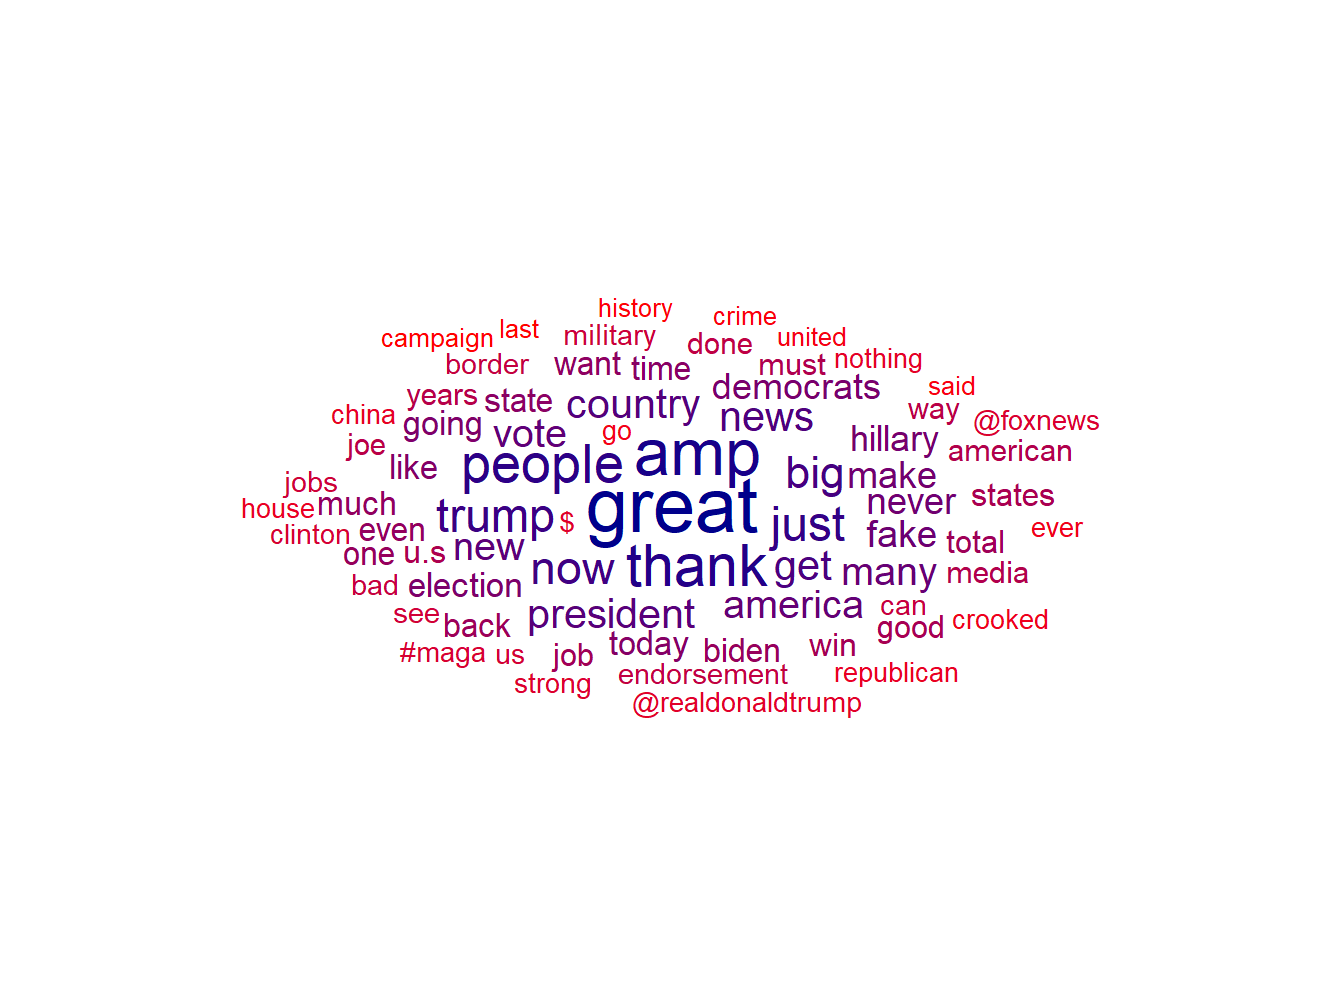 history
crime
campaign last military done united
border want time must nothing
years state country democrats said
china going vote go news way @foxnews
joe like people amp hillary american
jobs big make
house much trump $ great just never states
clinton even new fake total ever
one u.s now thank get many media
bad election president america can
see back good crooked
#maga us job today biden win
strong endorsement republican
@realdonaldtrump